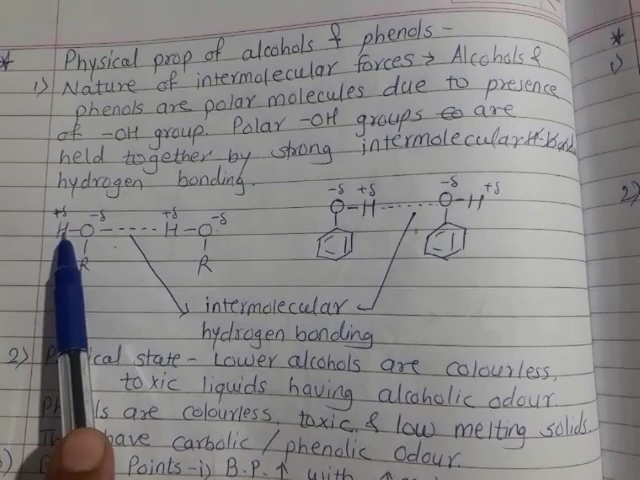 * Physical prop of alcohols & phenols -
1) Nature of intermolecular forces → Alcohols &
phenols are polar molecules due to presence
of -OH group. Polar -OH groups are
held together by strong intermolecular H-bonds
hydrogen bonding.
+δ -δ +δ -δ
H-O ----- H-O
R R
-δ +δ -δ +δ
O-H ------ O-H
intermolecular
hydrogen bonding
2) state - Lower alcohols are colourless,
toxic liquids having alcoholic odour.
are colourless, toxic & low melting solids.
have carbolic / phenolic odour.
Points - i) B.P. ↑ with ↑
*
1)
2)